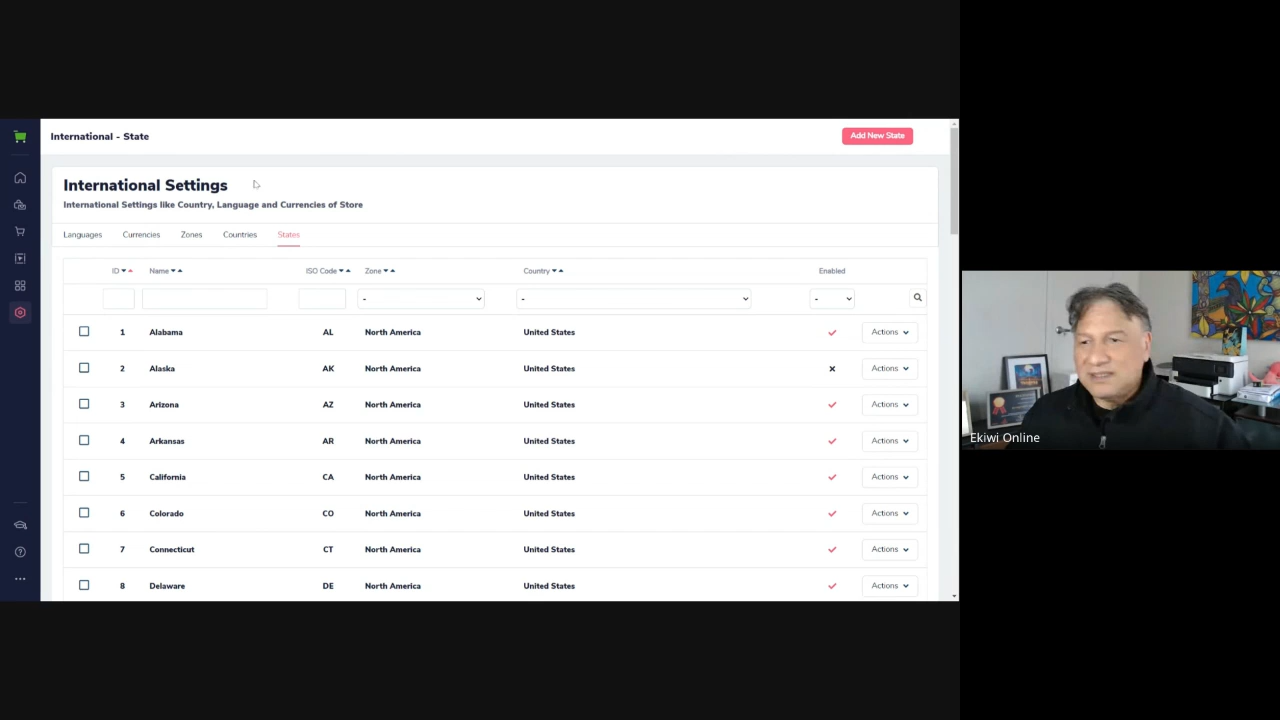 International - State
Add New State
International Settings
International Settings like Country, Language and Currencies of Store
Languages Currencies Zones Countries States
ID Name ISO Code Zone Country Enabled
- - -
1 Alabama AL North America United States Actions
2 Alaska AK North America United States Actions
3 Arizona AZ North America United States Actions
4 Arkansas AR North America United States Actions
5 California CA North America United States Actions
6 Colorado CO North America United States Actions
7 Connecticut CT North America United States Actions
8 Delaware DE North America United States Actions
Ekiwi Online